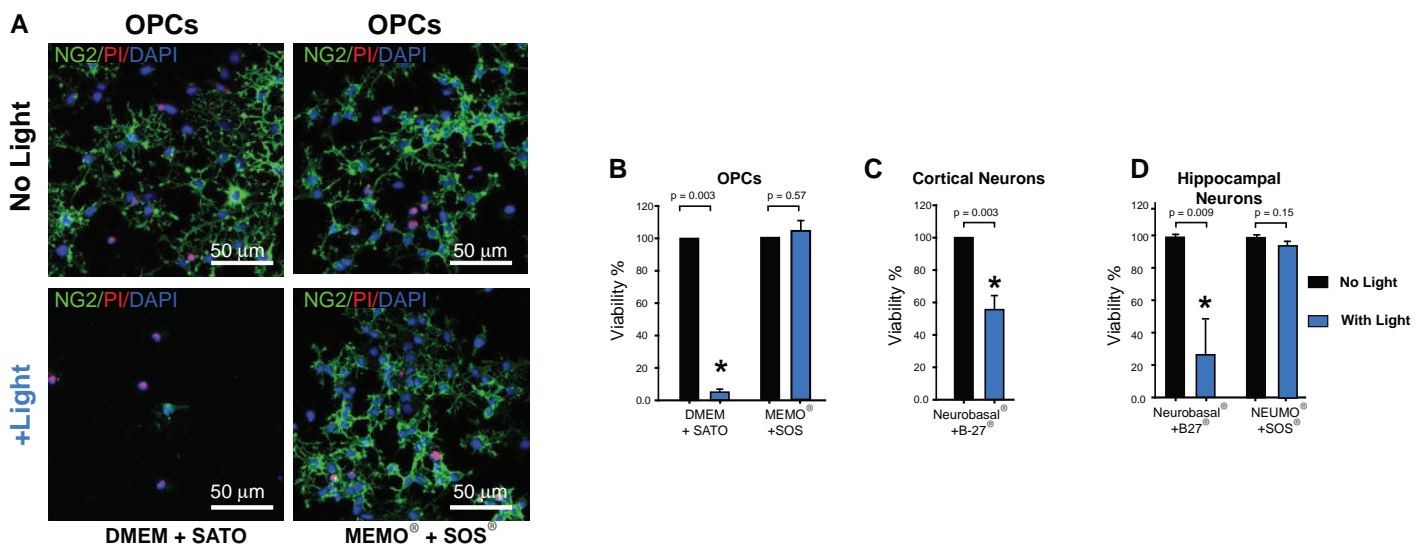 A
OPCs
OPCs
No Light
NG2/PI/DAPI
50 µm
NG2/PI/DAPI
50 µm
+Light
NG2/PI/DAPI
50 µm
NG2/PI/DAPI
50 µm
DMEM + SATO
MEMO® + SOS®
B
OPCs
p = 0.003
p = 0.57
Viability %
120
100
80
60
40
20
0.0
DMEM
+ SATO
MEMO®
+SOS
*
C
Cortical Neurons
p = 0.003
Viability %
120
100
80
60
40
20
0.0
*
Neurobasal®
+B-27®
D
Hippocampal
Neurons
p = 0.009
p = 0.15
Viability %
120
100
80
60
40
20
0.0
*
Neurobasal®
+B27®
NEUMO®
+SOS®
No Light
With Light